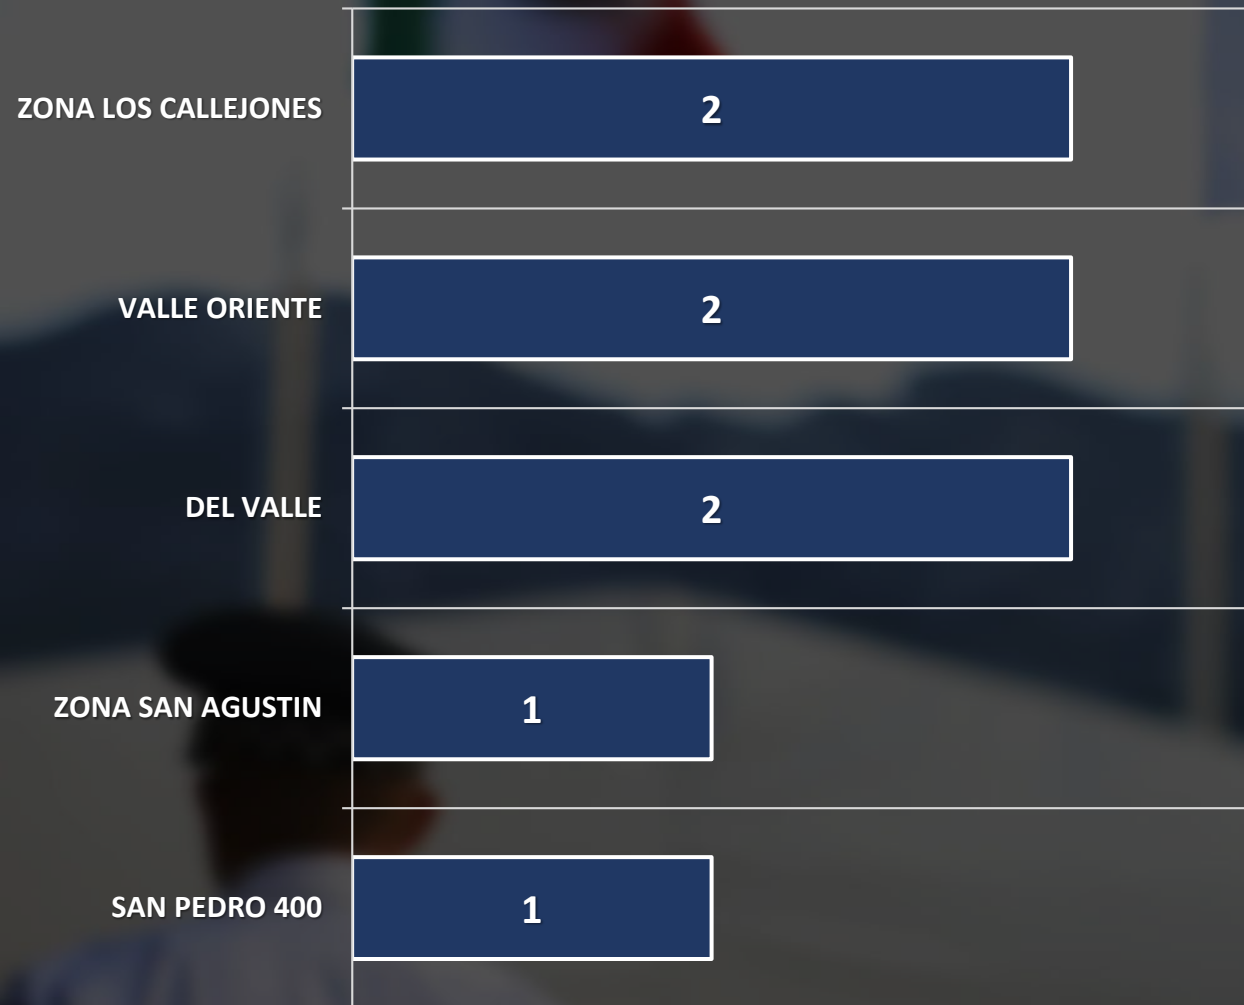 ZONA LOS CALLEJONES 2
VALLE ORIENTE 2
DEL VALLE 2
ZONA SAN AGUSTIN 1
SAN PEDRO 400 1